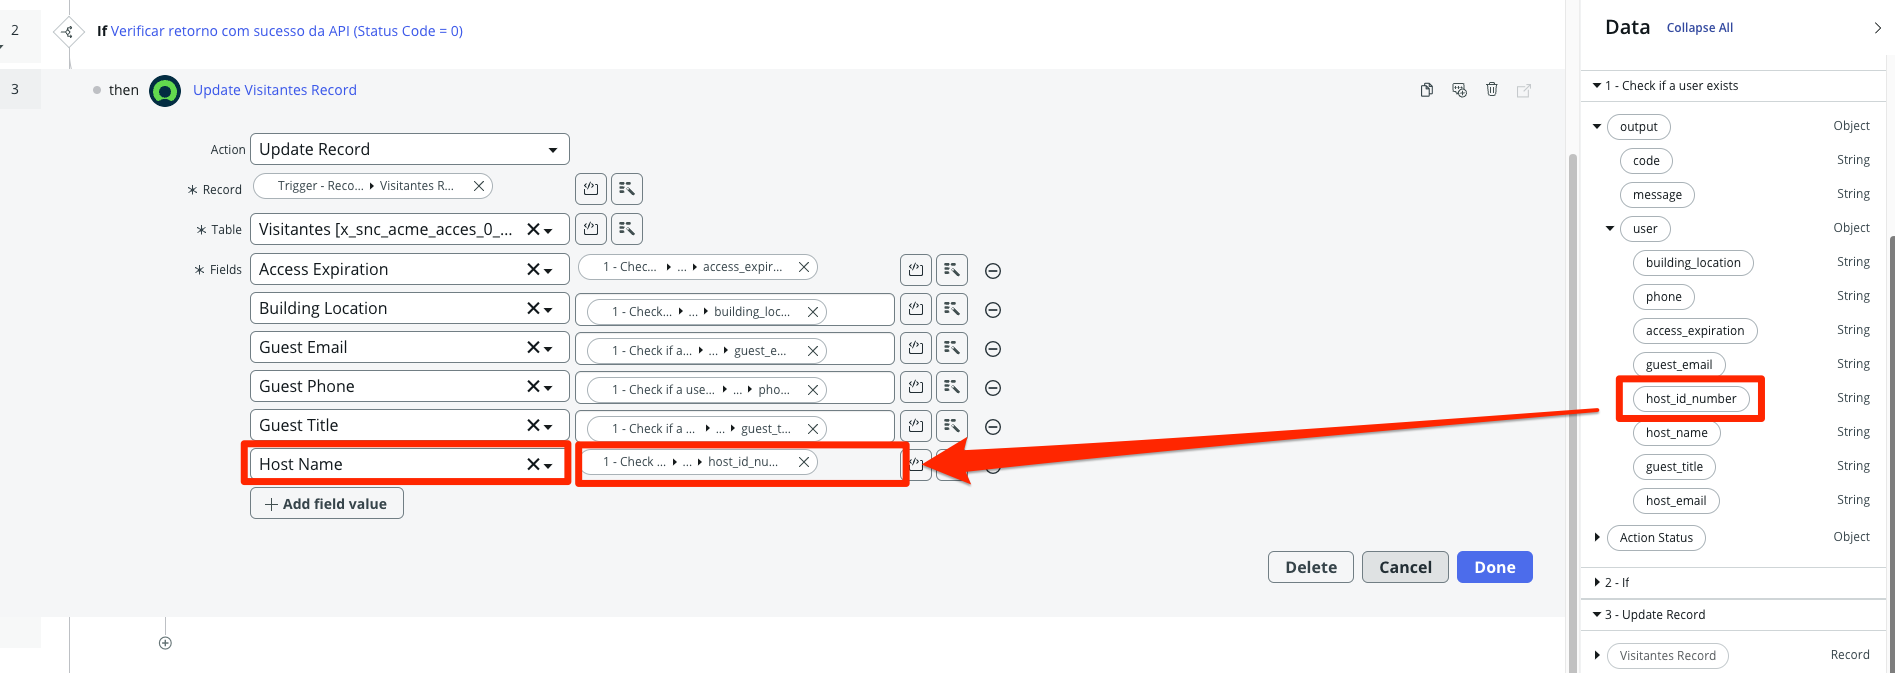 2
If Verificar retorno com sucesso da API (Status Code = 0)
3
then Update Visitantes Record
Action Update Record
* Record Trigger - Reco... Visitantes R...
* Table Visitantes [x_snc_acme_acces_0_...
* Fields Access Expiration 1 - Chec... ... access_expir...
Building Location 1 - Check... ... building_loc...
Guest Email 1 - Check if a... ... guest_e...
Guest Phone 1 - Check if a use... ... pho...
Guest Title 1 - Check if a ... ... guest_t...
Host Name 1 - Check ... ... host_id_nu...
+ Add field value
Delete Cancel Done
Data Collapse All
1 - Check if a user exists
output Object
code String
message String
user Object
building_location String
phone String
access_expiration String
guest_email String
host_id_number String
host_name String
guest_title String
host_email String
Action Status Object
2 - If
3 - Update Record
Visitantes Record Record